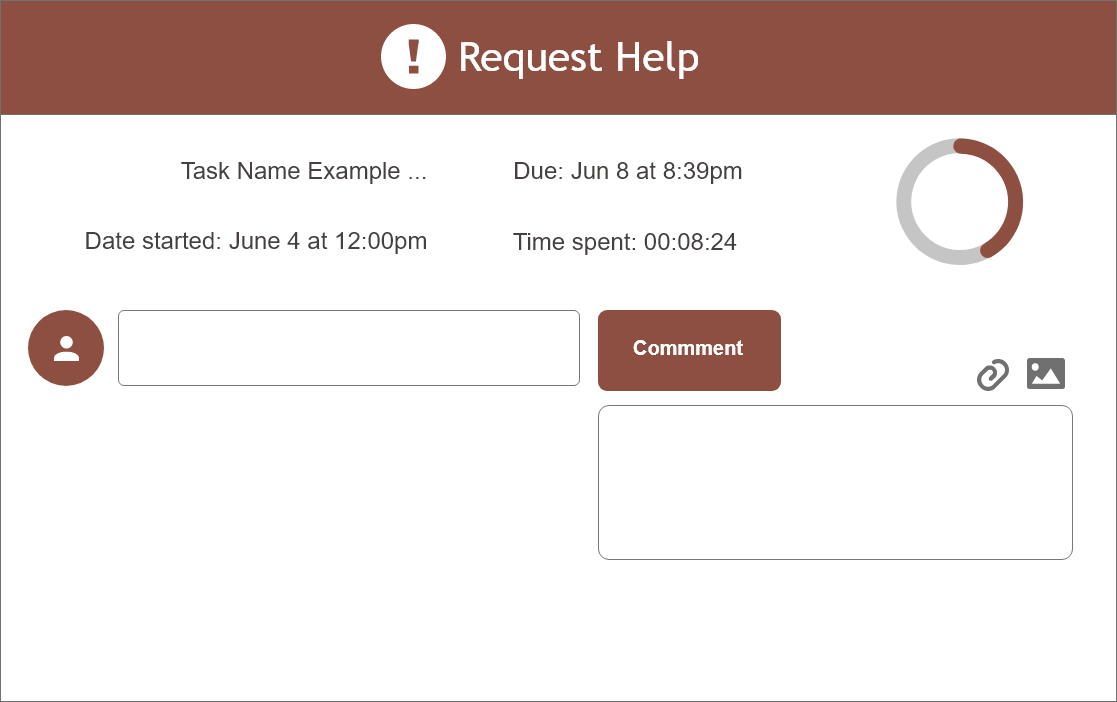 Request Help
Task Name Example ...
Due: Jun 8 at 8:39pm
Date started: June 4 at 12:00pm
Time spent: 00:08:24
Commment